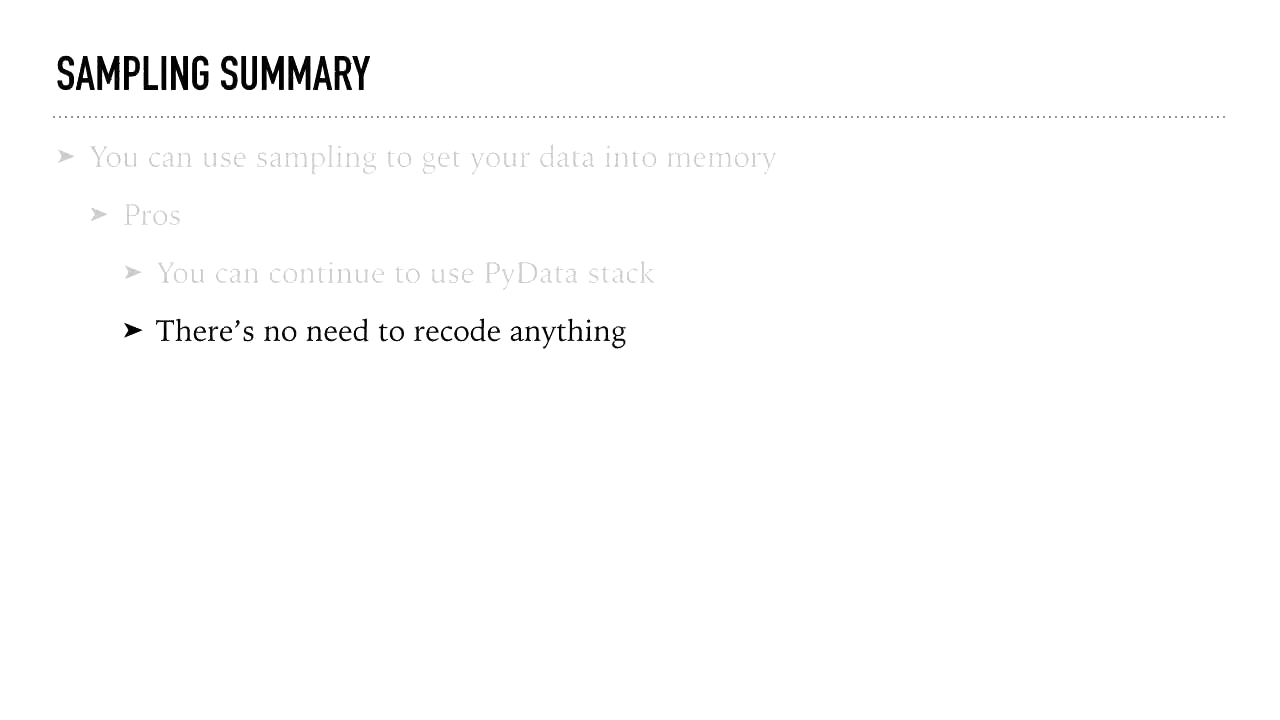 SAMPLING SUMMARY
➤ You can use sampling to get your data into memory
➤ Pros
➤ You can continue to use PyData stack
➤ There’s no need to recode anything